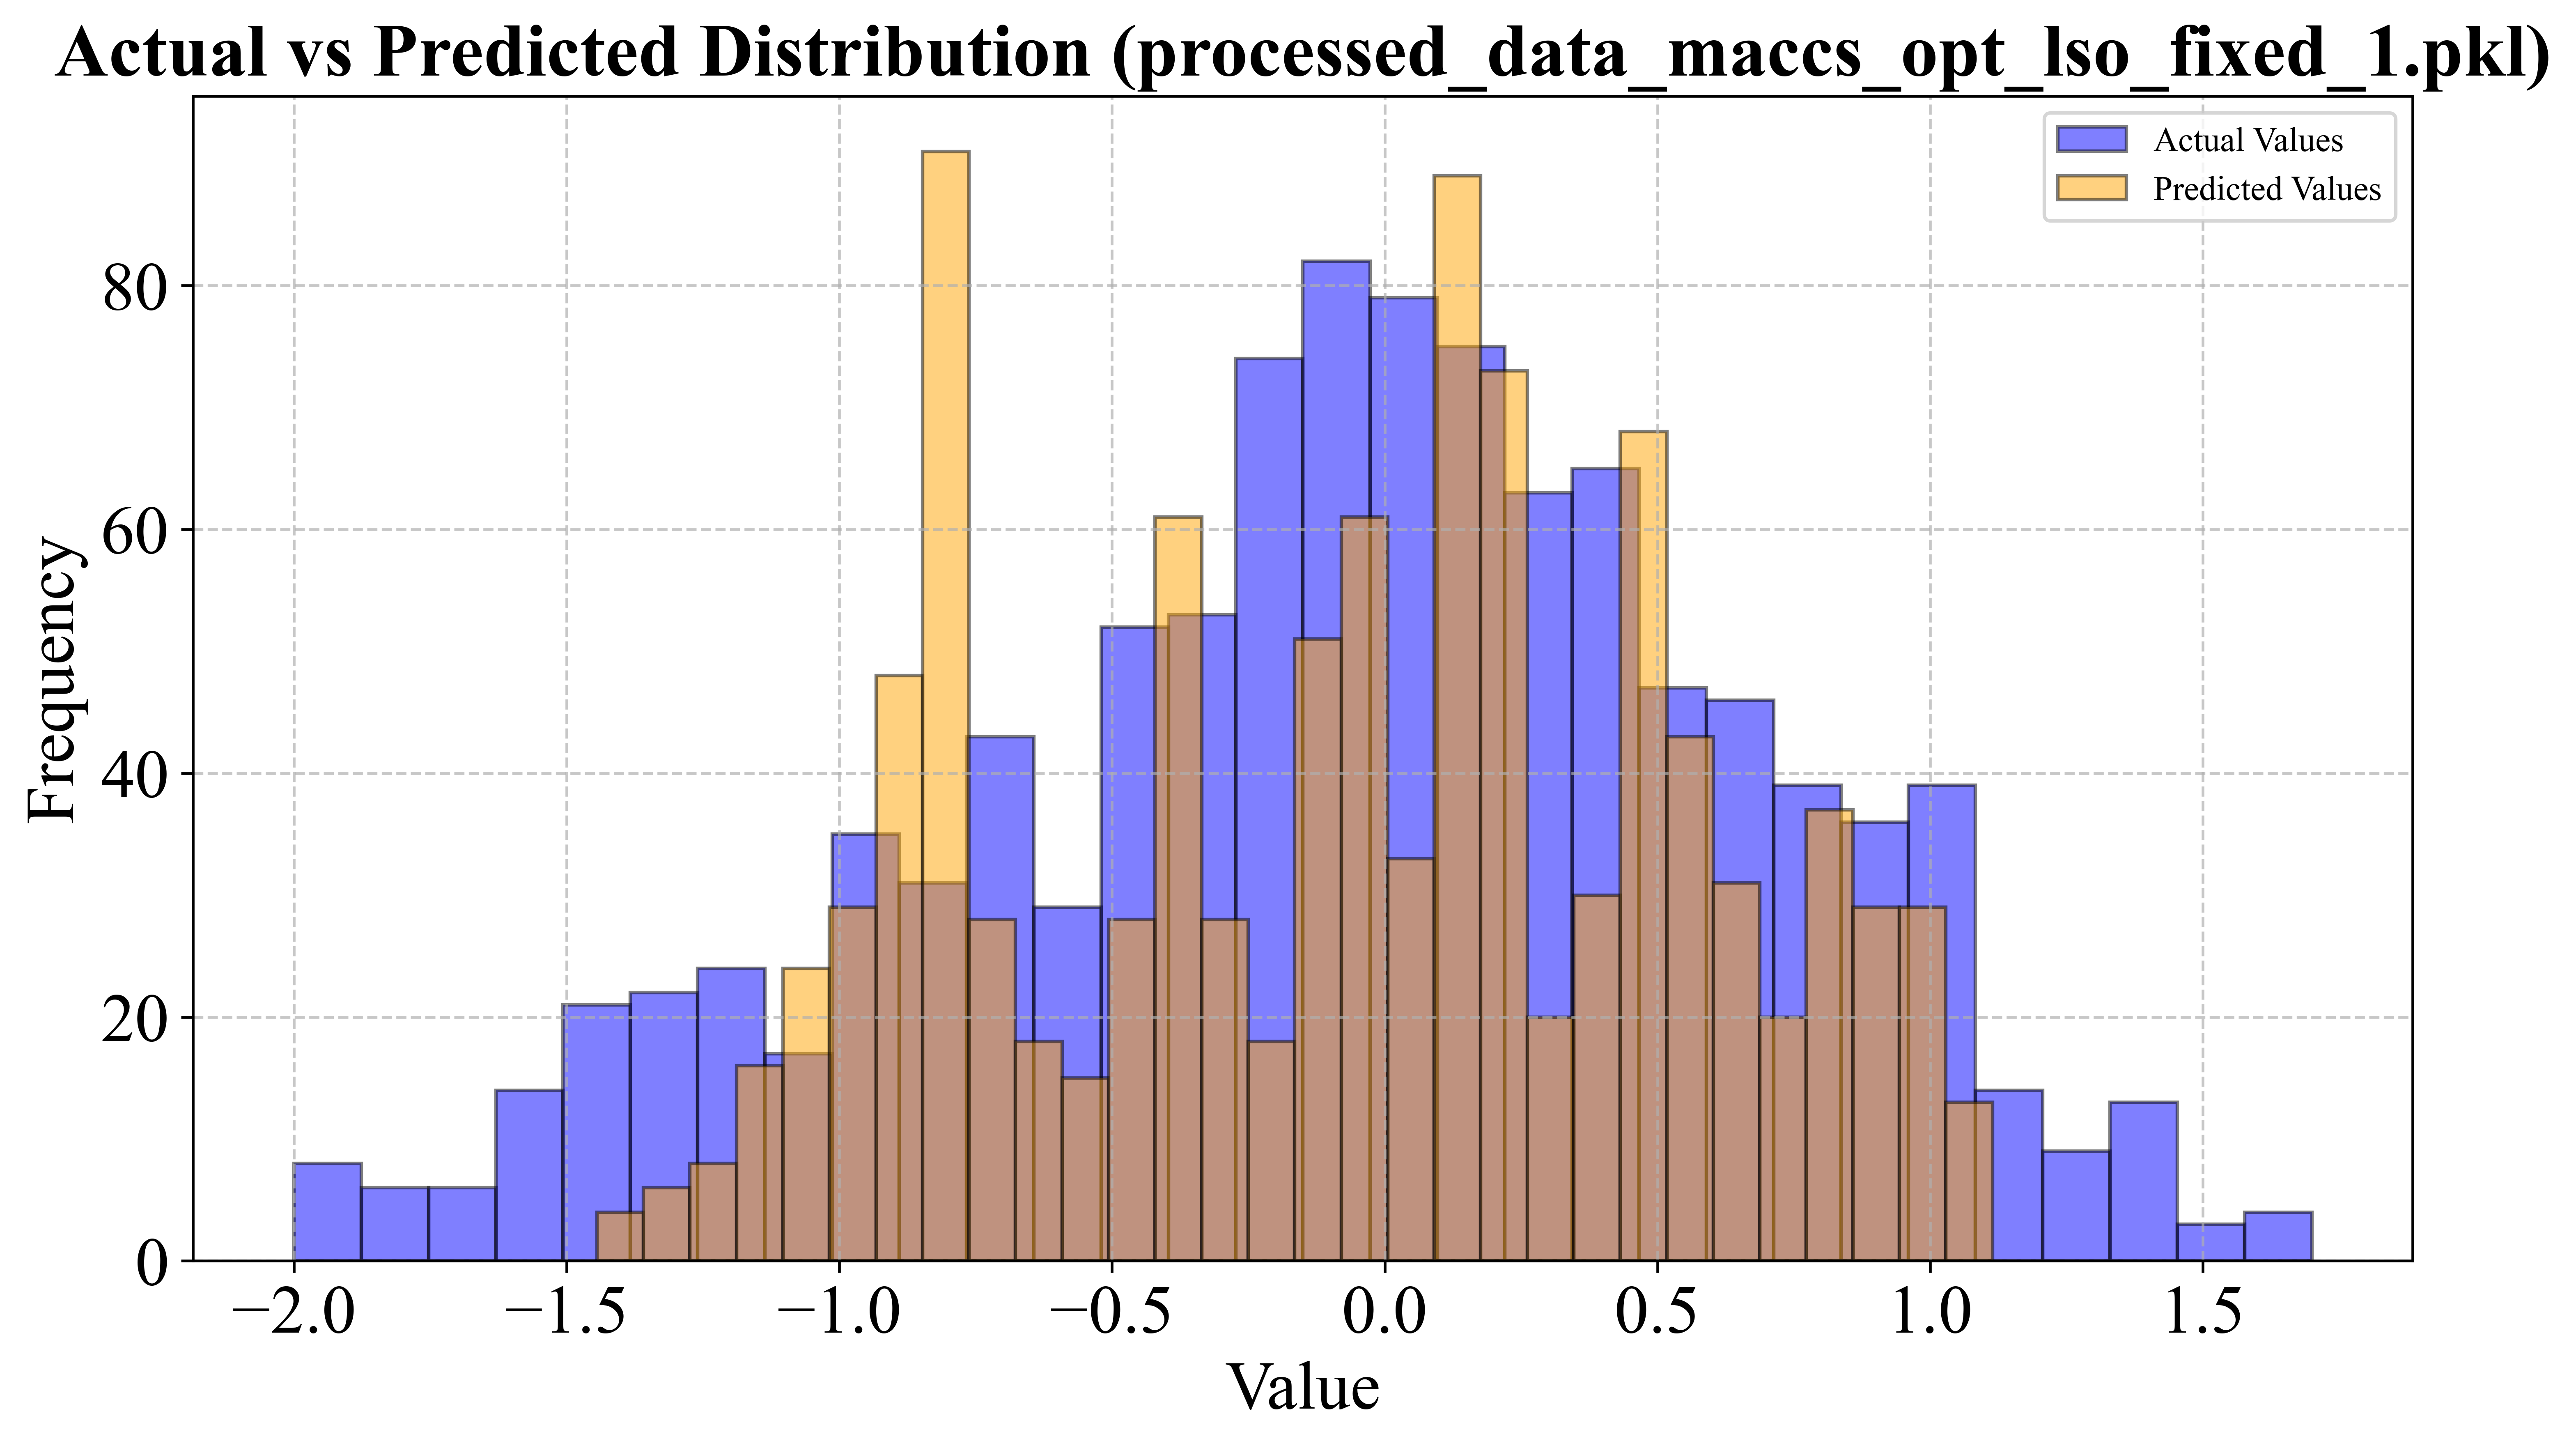 Actual vs Predicted Distribution (processed_data_maccs_opt_lso_fixed_1.pkl)
Actual Values
Predicted Values
80
60
40
20
0
Frequency
−2.0 −1.5 −1.0 −0.5 0.0 0.5 1.0 1.5
Value